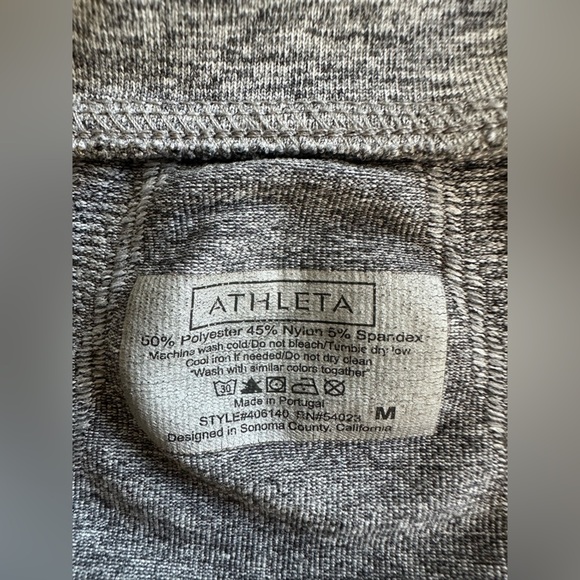 ATHLETA
50% Polyester 45% Nylon 5% Spandex
Machine wash cold/Do not bleach/Tumble dry low
Cool iron if needed/Do not dry clean
"Wash with similar colors together"
30
Made in Portugal
STYLE#406140 RN#54023 M
Designed in Sonoma County, California